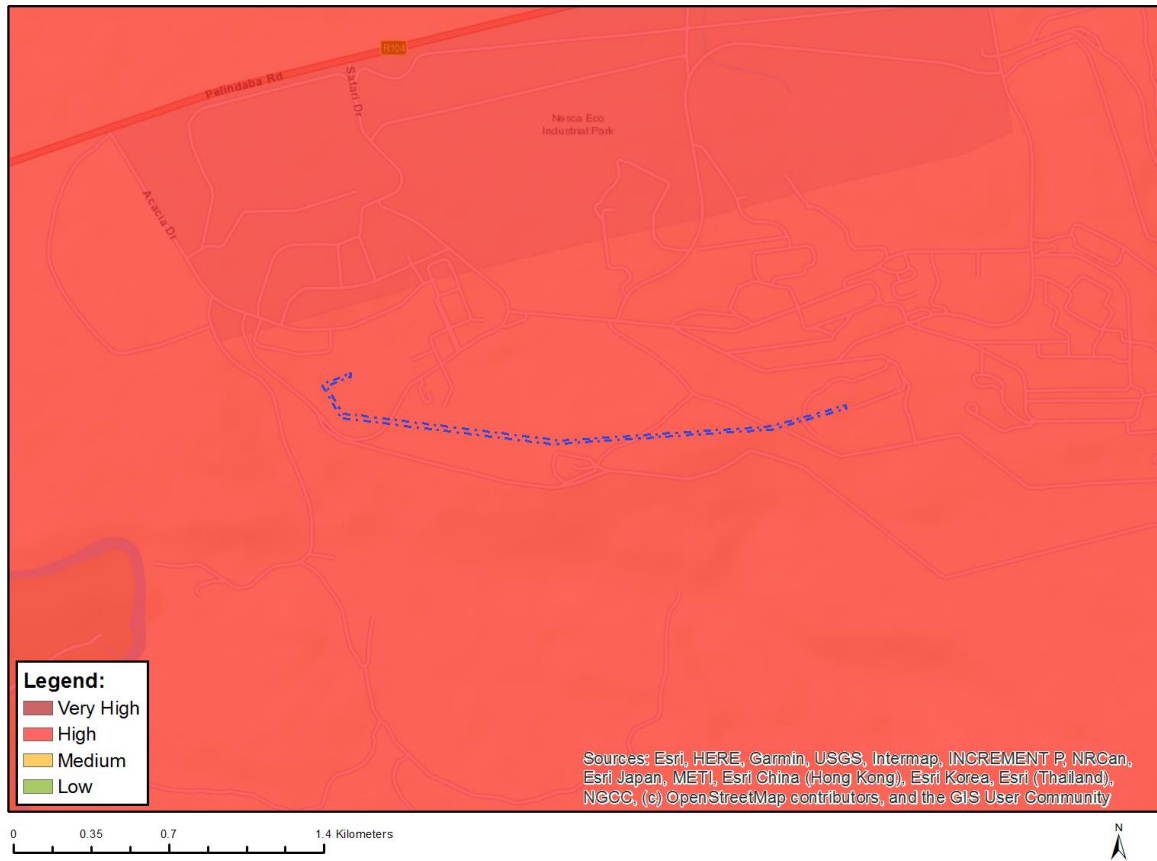 R104
Pelindaba Rd
Safari Dr
Nesca Eco
Industrial Park
Acacia Dr
Legend:
Very High
High
Medium
Low
Sources: Esri, HERE, Garmin, USGS, Intermap, INCREMENT P, NRCan,
Esri Japan, METI, Esri China (Hong Kong), Esri Korea, Esri (Thailand),
NGCC, (c) OpenStreetMap contributors, and the GIS User Community
0 0.35 0.7 1.4 Kilometers
N